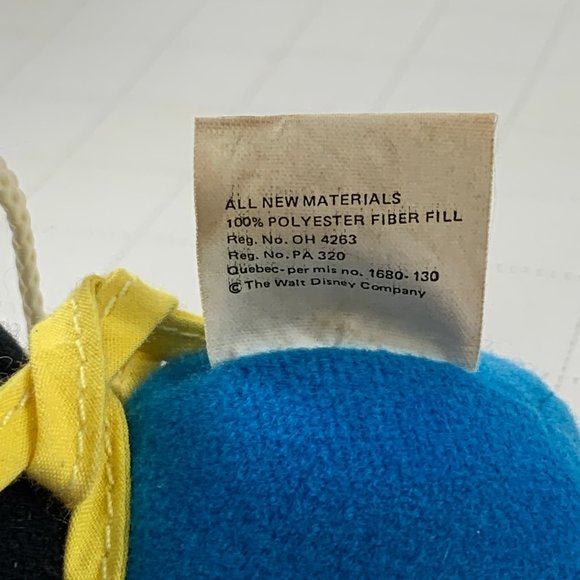 ALL NEW MATERIALS
100% POLYESTER FIBER FILL
Reg. No. OH 4263
Reg. No. PA 320
Quebec-per mis no. 1680-130
© The Walt Disney Company